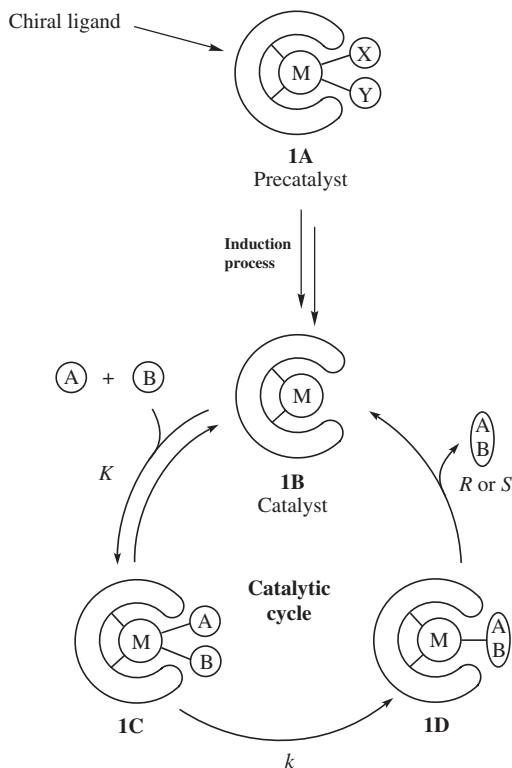 Chiral ligand
X
M
Y
1A
Precatalyst
Induction
process
A + B
M
A
B
K
1B
Catalyst
R or S
Catalytic
cycle
A
M
B
A
M
B
1C
1D
k